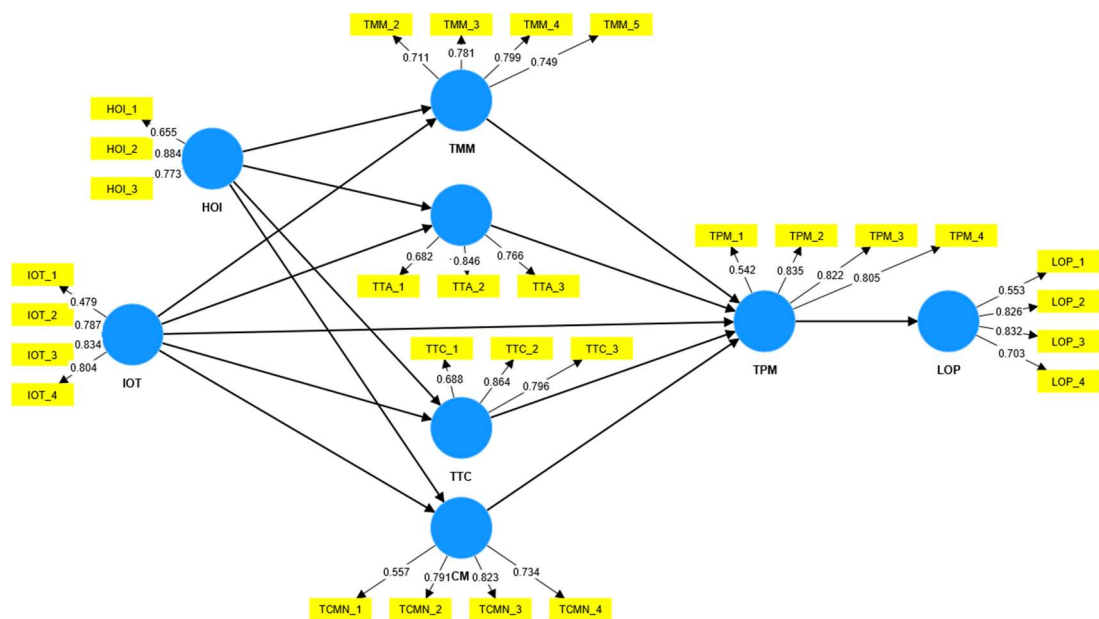 TMM_2 TMM_3 TMM_4 TMM_5
0.711 0.781 0.799 0.749
TMM
HOI_1
HOI_2
HOI_3
0.655
0.884
0.773
HOI
TTA_1 TTA_2 TTA_3
0.682 0.846 0.766
IOT_1
IOT_2
IOT_3
IOT_4
0.479
0.787
0.834
0.804
IOT
TTC_1 TTC_2 TTC_3
0.688 0.864 0.796
TTC
CM
0.557 0.791 0.823 0.734
TCMN_1 TCMN_2 TCMN_3 TCMN_4
TPM_1 TPM_2 TPM_3 TPM_4
0.542 0.835 0.822 0.805
TPM
LOP_1
LOP_2
LOP_3
LOP_4
0.553
0.826
0.832
0.703
LOP